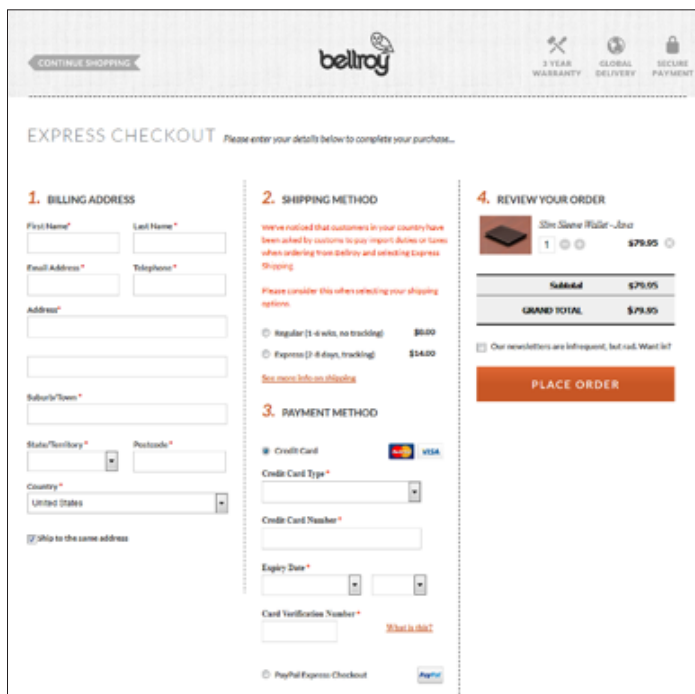 CONTINUE SHOPPING
bellroy
3 YEAR
WARRANTY
GLOBAL
DELIVERY
SECURE
PAYMENT
EXPRESS CHECKOUT Please enter your details below to complete your purchase...
1. BILLING ADDRESS
First Name* Last Name*
Email Address* Telephone*
Address*
Suburb/Town*
State/Territory* Postcode*
Country*
United States
Ship to the same address
2. SHIPPING METHOD
We've noticed that customers in your country have
been asked by customs to pay import duties or taxes
when ordering from Bellroy and selecting Express
Shipping.
Please consider this when selecting your shipping
options.
Regular (1-6 wks, no tracking) $0.00
Express (2-8 days, tracking) $14.00
See more info on shipping
3. PAYMENT METHOD
Credit Card VISA
Credit Card Type*
Credit Card Number*
Expiry Date*
Card Verification Number*
What is this?
PayPal Express Checkout PayPal
4. REVIEW YOUR ORDER
Slim Sleeve Wallet - Java
1 $79.95
Subtotal $79.95
GRAND TOTAL $79.95
Our newsletters are infrequent, but rad. Want in?
PLACE ORDER